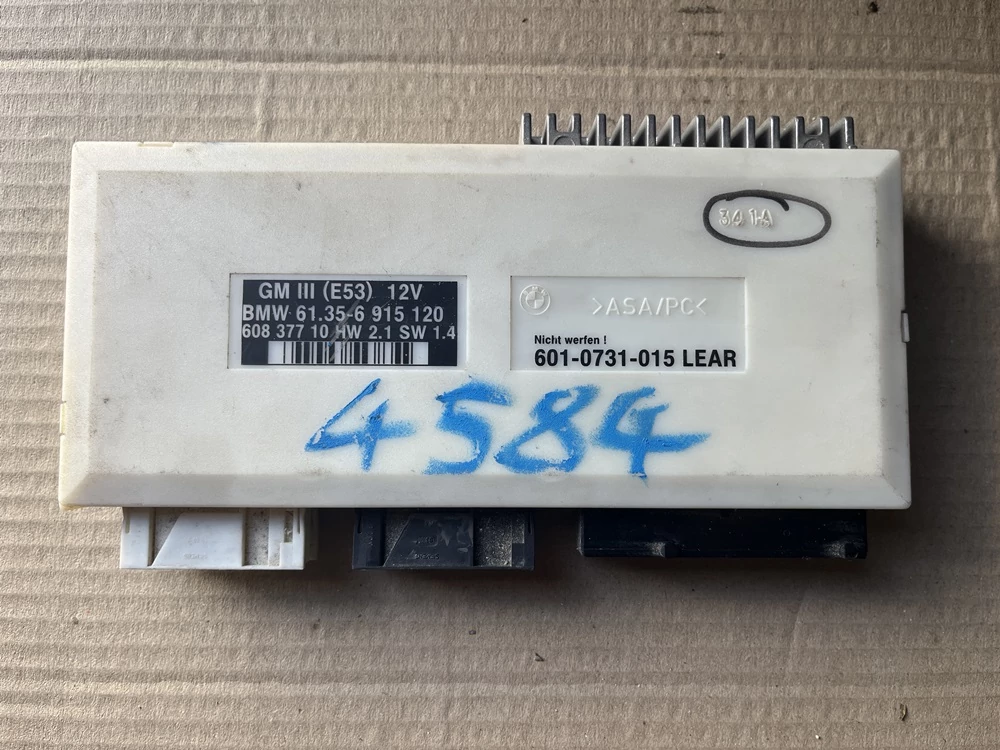 341A
GM III (E53) 12V
BMW 61.35-6 915 120
608 377 10 HW 2.1 SW 1.4
>ASA/PC<
Nicht werfen !
601-0731-015 LEAR
4584